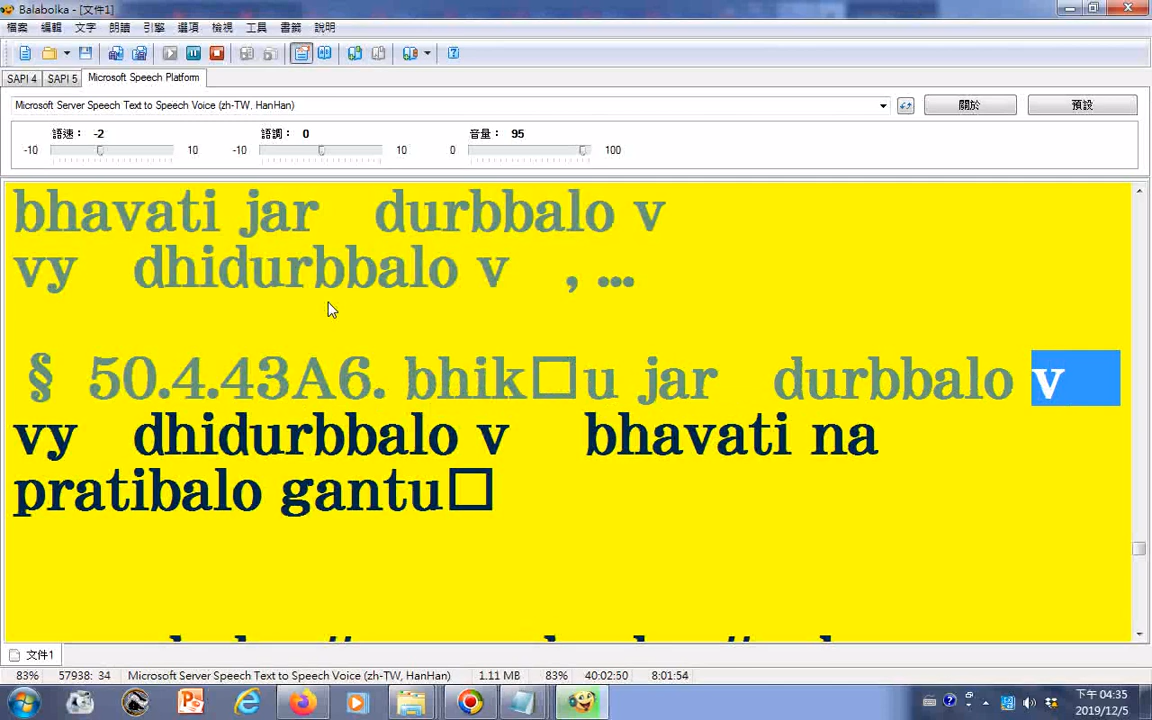 Balabolka - [文件1]
檔案 編輯 文字 朗讀 引擎 選項 檢視 工具 書籤 說明
SAPI 4 SAPI 5 Microsoft Speech Platform
Microsoft Server Speech Text to Speech Voice (zh-TW, HanHan) 關於 預設
語速： -2 語調： 0 音量： 95
-10 10 -10 10 0 100
bhavati jar durbbalo v
vy dhidurbbalo v , ...
§ 50.4.43A6. bhik□u jar durbbalo v
vy dhidurbbalo v bhavati na
pratibalo gantu□
文件1
83% 57938: 34 Microsoft Server Speech Text to Speech Voice (zh-TW, HanHan) 1.11 MB 83% 40:02:50 8:01:54
下午 04:35
2019/12/5